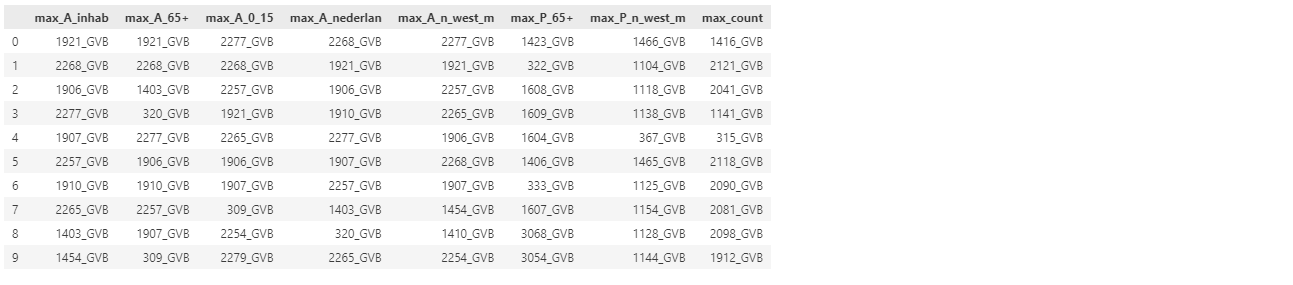 max_A_inhab max_A_65+ max_A_0_15 max_A_nederlan max_A_n_west_m max_P_65+ max_P_n_west_m max_count
0 1921_GVB 1921_GVB 2277_GVB 2268_GVB 2277_GVB 1423_GVB 1466_GVB 1416_GVB
1 2268_GVB 2268_GVB 2268_GVB 1921_GVB 1921_GVB 322_GVB 1104_GVB 2121_GVB
2 1906_GVB 1403_GVB 2257_GVB 1906_GVB 2257_GVB 1608_GVB 1118_GVB 2041_GVB
3 2277_GVB 320_GVB 1921_GVB 1910_GVB 2265_GVB 1609_GVB 1138_GVB 1141_GVB
4 1907_GVB 2277_GVB 2265_GVB 2277_GVB 1906_GVB 1604_GVB 367_GVB 315_GVB
5 2257_GVB 1906_GVB 1906_GVB 1907_GVB 2268_GVB 1406_GVB 1465_GVB 2118_GVB
6 1910_GVB 1910_GVB 1907_GVB 2257_GVB 1907_GVB 333_GVB 1125_GVB 2090_GVB
7 2265_GVB 2257_GVB 309_GVB 1403_GVB 1454_GVB 1607_GVB 1154_GVB 2081_GVB
8 1403_GVB 1907_GVB 2254_GVB 320_GVB 1410_GVB 3068_GVB 1128_GVB 2098_GVB
9 1454_GVB 309_GVB 2279_GVB 2265_GVB 2254_GVB 3054_GVB 1144_GVB 1912_GVB